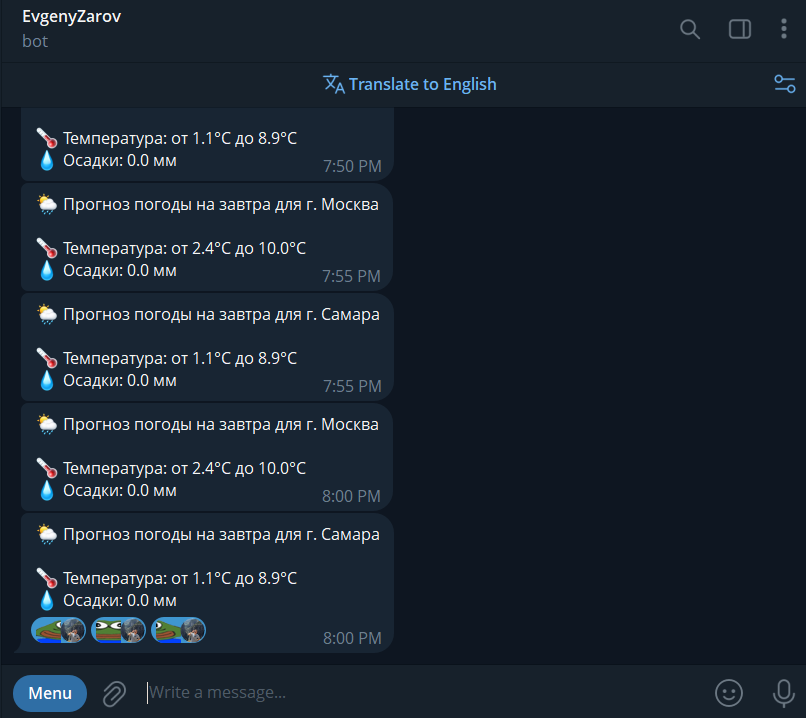 EvgenyZarov
bot
Translate to English
Температура: от 1.1°C до 8.9°C
Осадки: 0.0 мм
7:50 PM
Прогноз погоды на завтра для г. Москва
Температура: от 2.4°C до 10.0°C
Осадки: 0.0 мм
7:55 PM
Прогноз погоды на завтра для г. Самара
Температура: от 1.1°C до 8.9°C
Осадки: 0.0 мм
7:55 PM
Прогноз погоды на завтра для г. Москва
Температура: от 2.4°C до 10.0°C
Осадки: 0.0 мм
8:00 PM
Прогноз погоды на завтра для г. Самара
Температура: от 1.1°C до 8.9°C
Осадки: 0.0 мм
8:00 PM
Menu
Write a message...